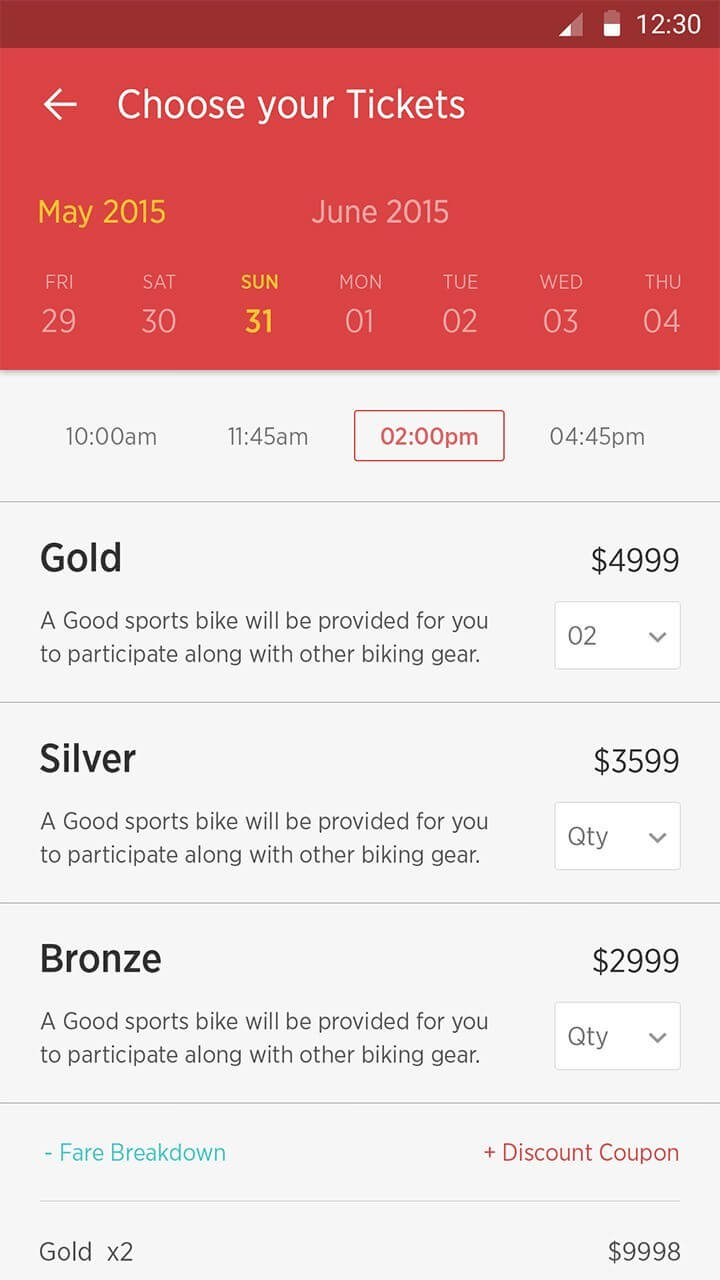 12:30
Choose your Tickets
May 2015 June 2015
FRI SAT SUN MON TUE WED THU
29 30 31 01 02 03 04
10:00am 11:45am 02:00pm 04:45pm
Gold $4999
A Good sports bike will be provided for you
to participate along with other biking gear.
02
Silver $3599
A Good sports bike will be provided for you
to participate along with other biking gear.
Qty
Bronze $2999
A Good sports bike will be provided for you
to participate along with other biking gear.
Qty
- Fare Breakdown + Discount Coupon
Gold x2 $9998